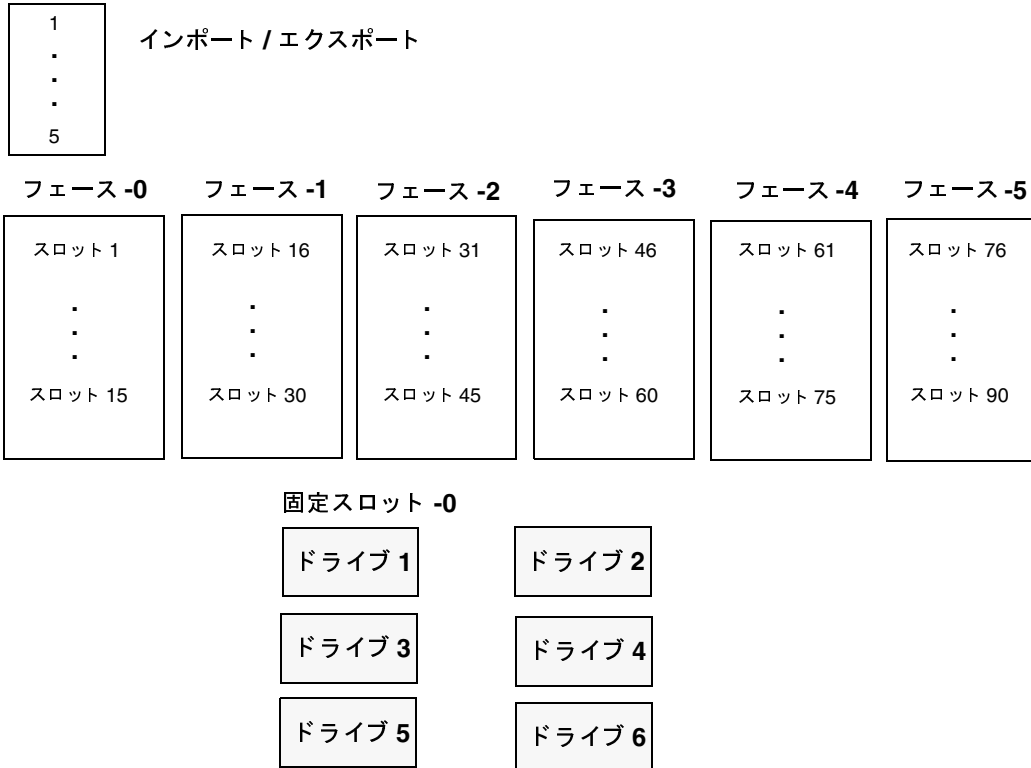 1
.
.
.
5
インポート / エクスポート
フェース -0 フェース -1 フェース -2 フェース -3 フェース -4 フェース -5
スロット 1 スロット 16 スロット 31 スロット 46 スロット 61 スロット 76
. . . . . .
. . . . . .
. . . . . .
スロット 15 スロット 30 スロット 45 スロット 60 スロット 75 スロット 90
固定スロット -0
ドライブ 1 ドライブ 2
ドライブ 3 ドライブ 4
ドライブ 5 ドライブ 6